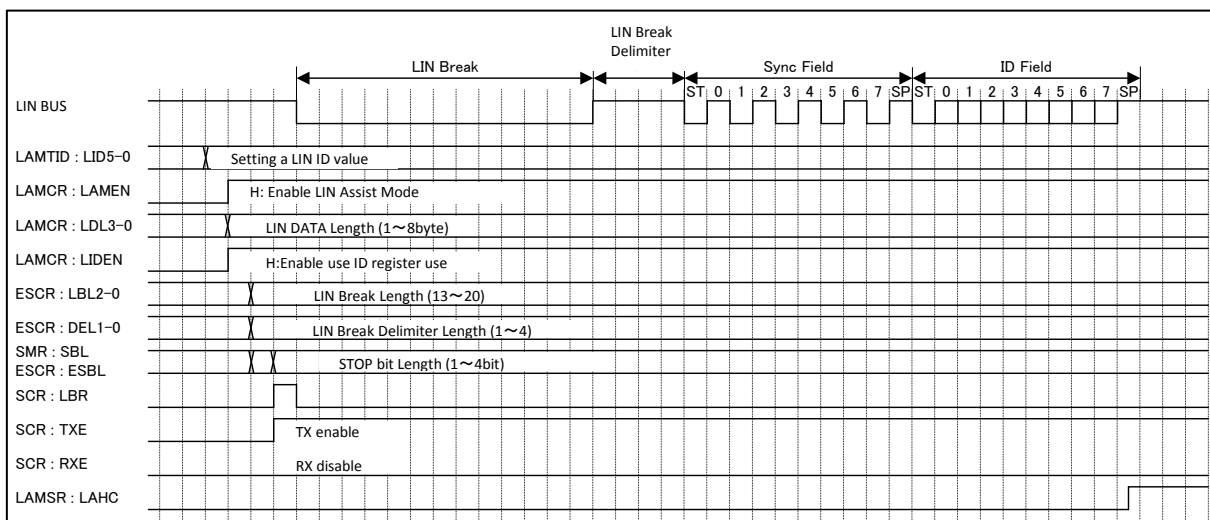 LIN Break
Delimiter
LIN Break
Sync Field
ID Field
ST 0 1 2 3 4 5 6 7 SP ST 0 1 2 3 4 5 6 7 SP
LIN BUS
LAMTID : LID5-0 Setting a LIN ID value
LAMCR : LAMEN H: Enable LIN Assist Mode
LAMCR : LDL3-0 LIN DATA Length (1～8byte)
LAMCR : LIDEN H:Enable use ID register use
ESCR : LBL2-0 LIN Break Length (13～20)
ESCR : DEL1-0 LIN Break Delimiter Length (1～4)
SMR : SBL
ESCR : ESBL STOP bit Length (1～4bit)
SCR : LBR
SCR : TXE TX enable
SCR : RXE RX disable
LAMSR : LAHC